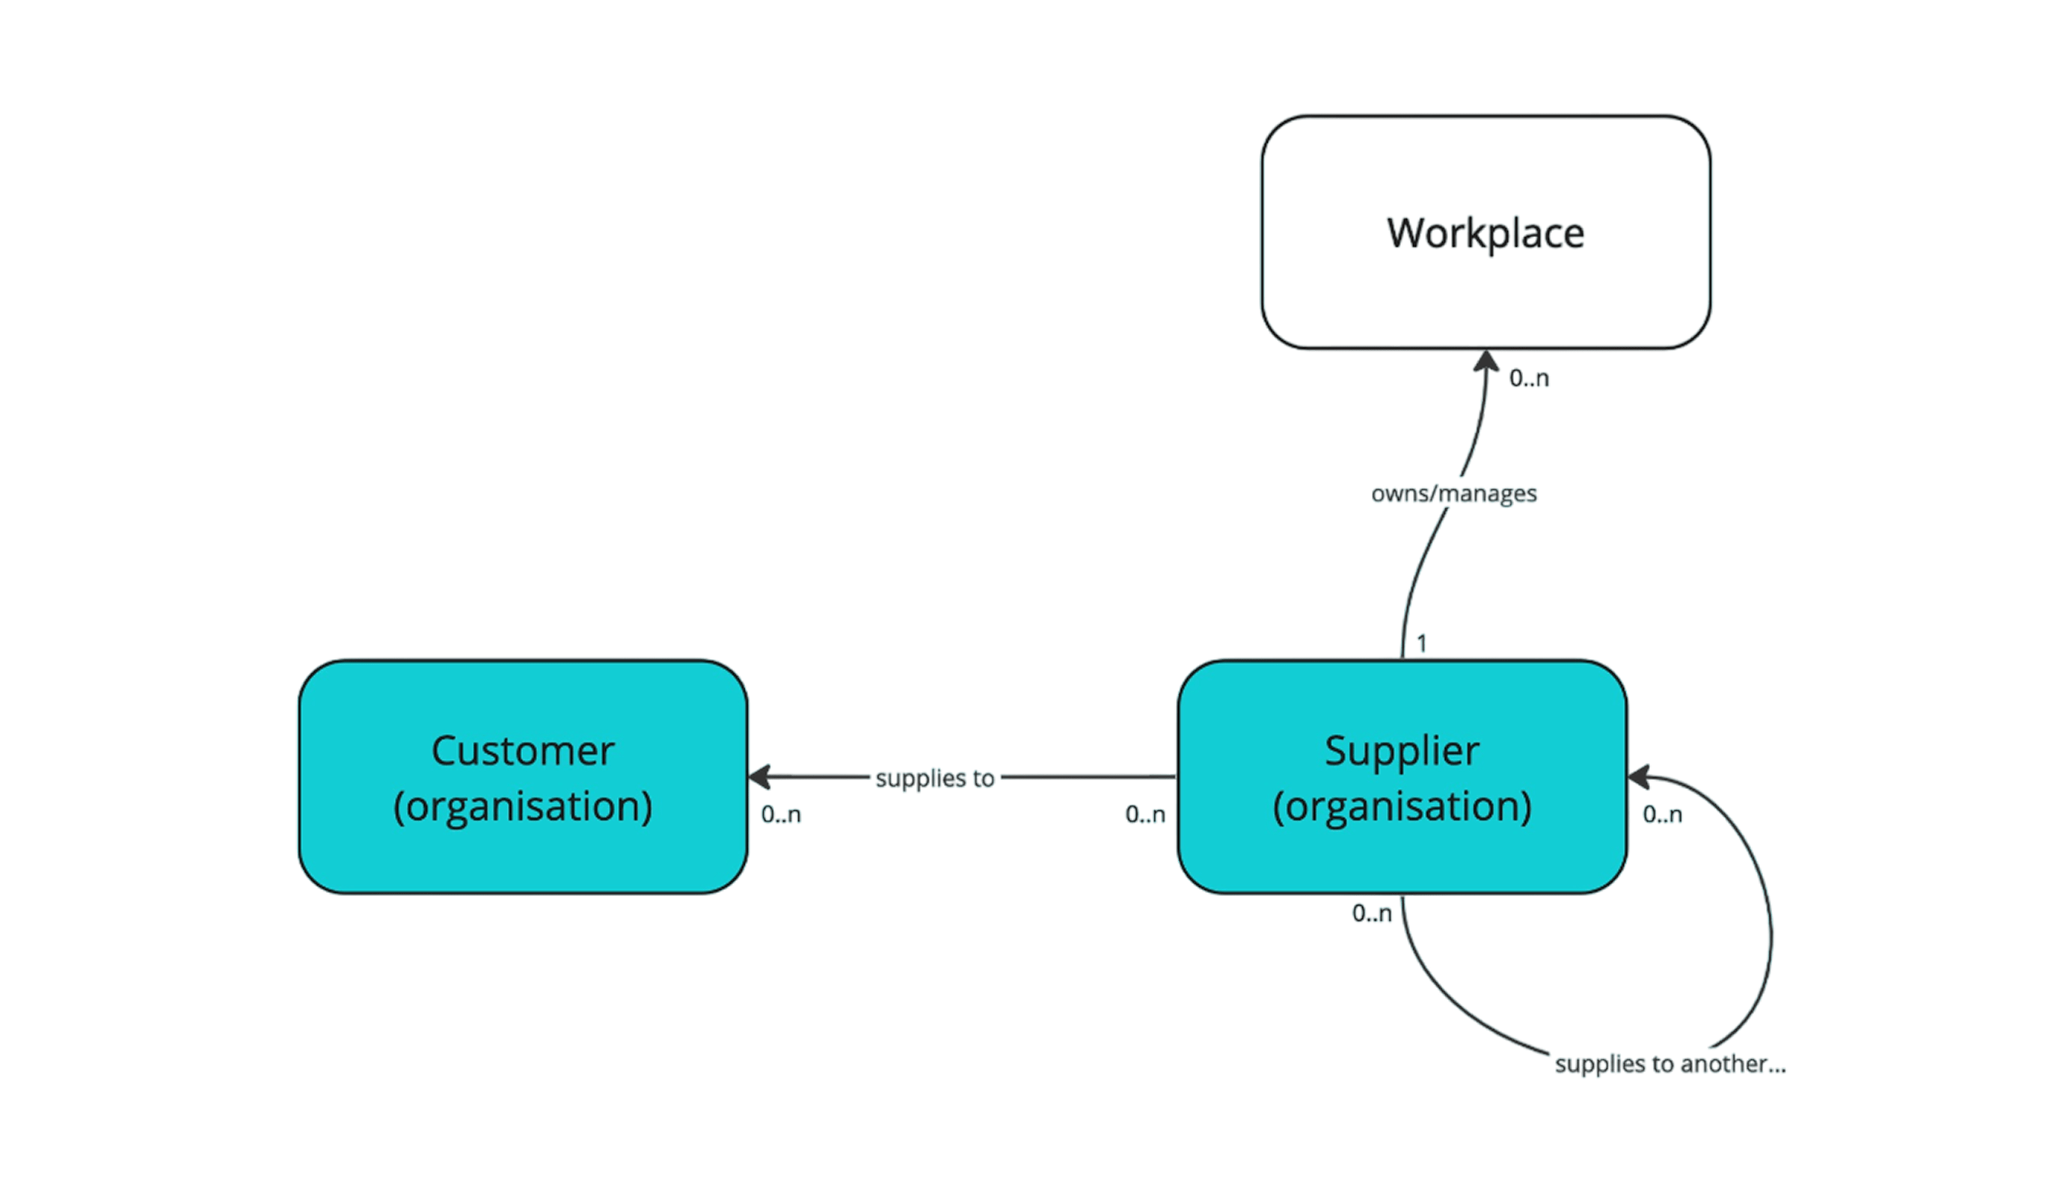 Workplace
0..n
owns/manages
1
Customer
(organisation)
supplies to
0..n
0..n
Supplier
(organisation)
0..n
0..n
supplies to another...